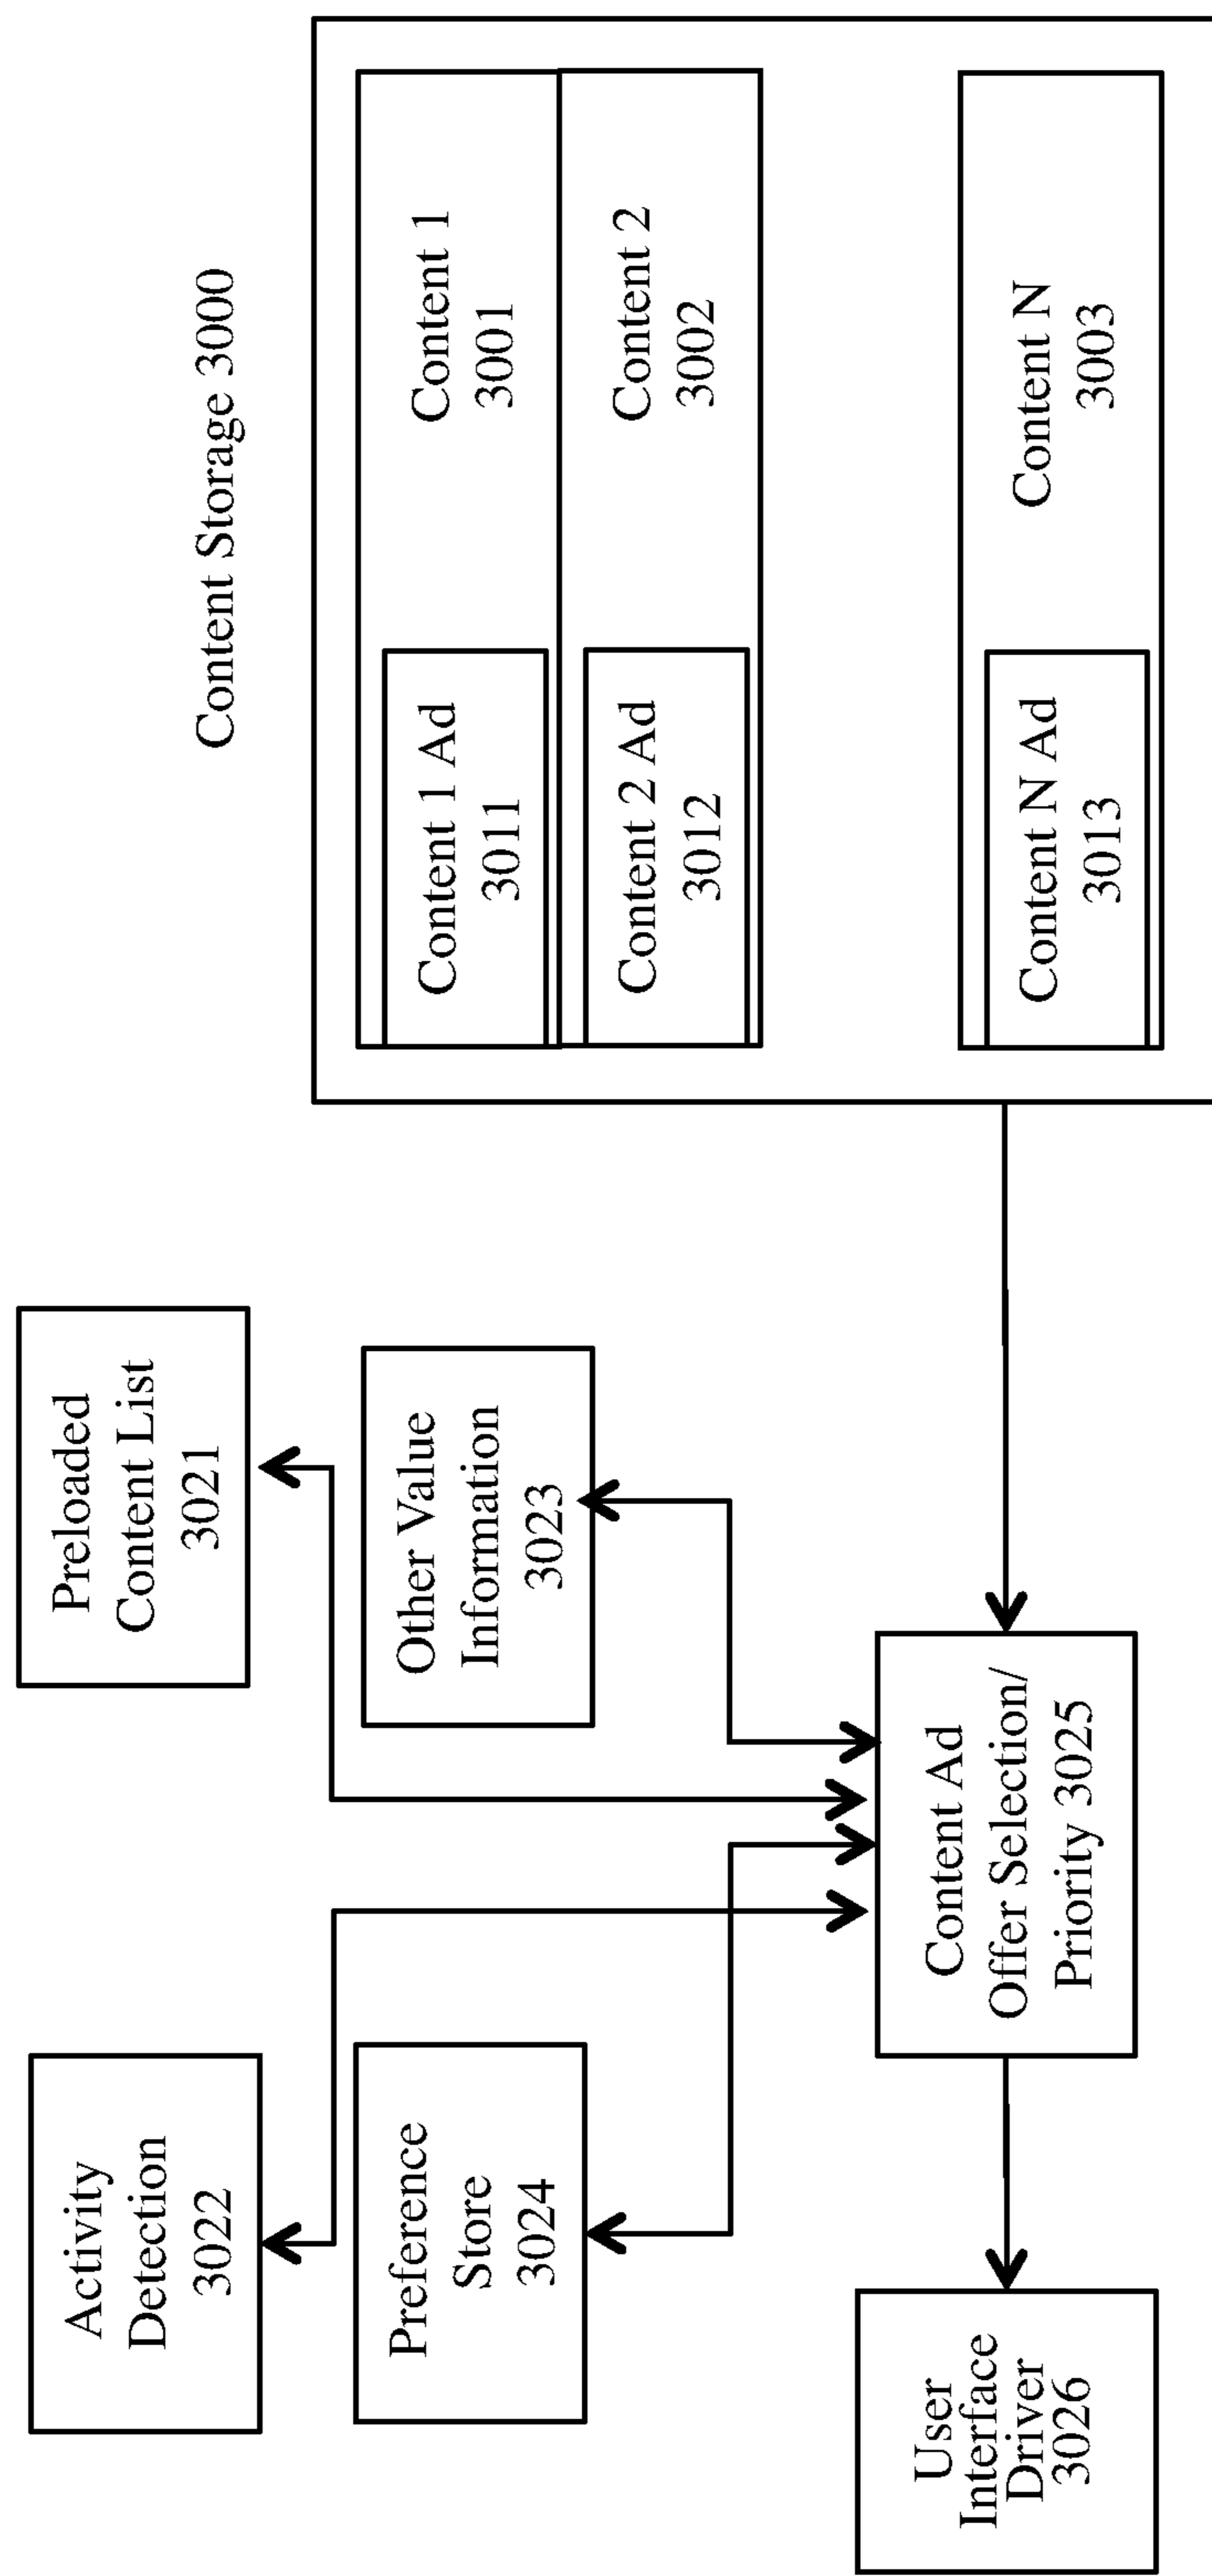 Content Storage 3000
Content 1
3001
Content 1 Ad
3011
Content 2
3002
Content 2 Ad
3012
Content N
3003
Content N Ad
3013
Preloaded
Content List
3021
Other Value
Information
3023
Activity
Detection
3022
Preference
Store
3024
Content Ad
Offer Selection/
Priority 3025
User
Interface
Driver
3026